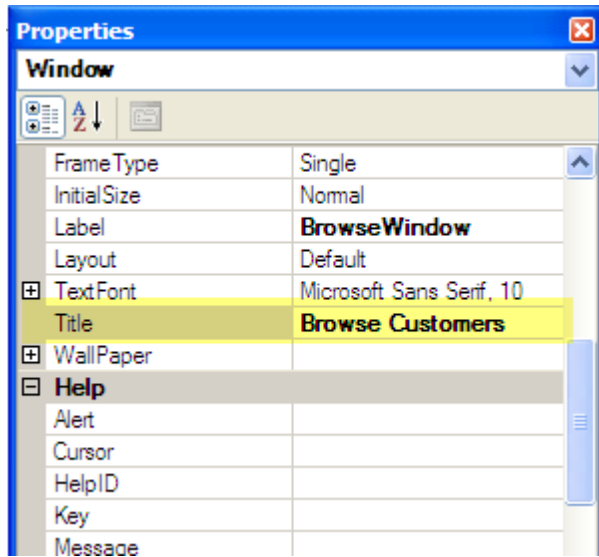 Properties
Window
A
Z
FrameType Single
InitialSize Normal
Label BrowseWindow
Layout Default
TextFont Microsoft Sans Serif, 10
Title Browse Customers
WallPaper
Help
Alert
Cursor
HelpID
Key
Message